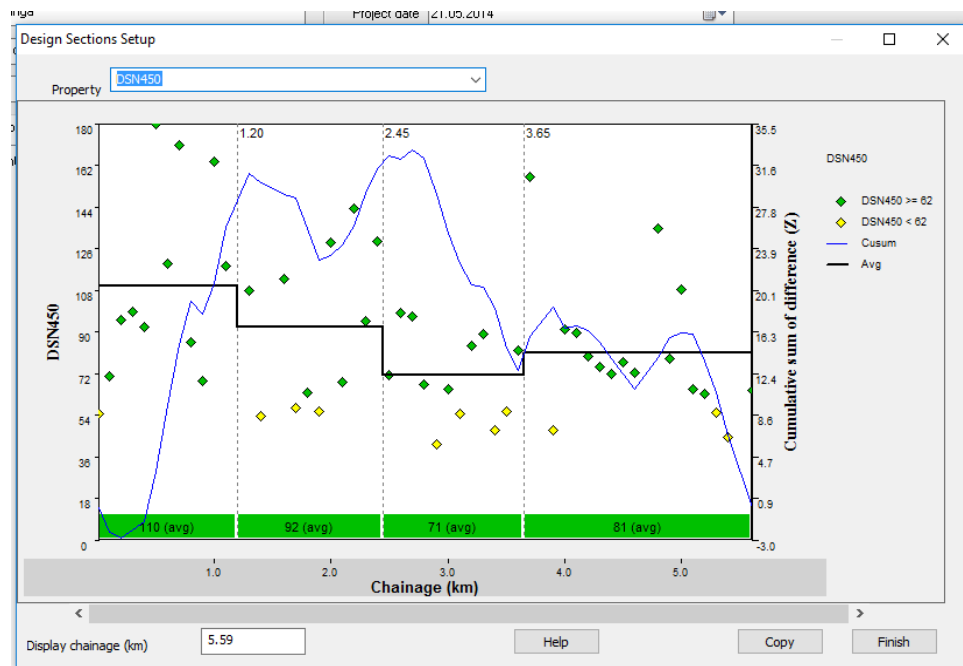 Project date 21.05.2014
Design Sections Setup
Property DSN450
DSN450
180
162
144
126
108
90
72
54
36
18
0
1.20
2.45
3.65
35.5
31.6
27.8
23.9
20.1
16.3
12.4
8.6
4.7
0.9
-3.0
Cumulative sum of difference (Z)
DSN450
DSN450 >= 62
DSN450 < 62
Cusum
Avg
110 (avg)
92 (avg)
71 (avg)
81 (avg)
1.0
2.0
3.0
4.0
5.0
Chainage (km)
Display chainage (km) 5.59
Help
Copy
Finish